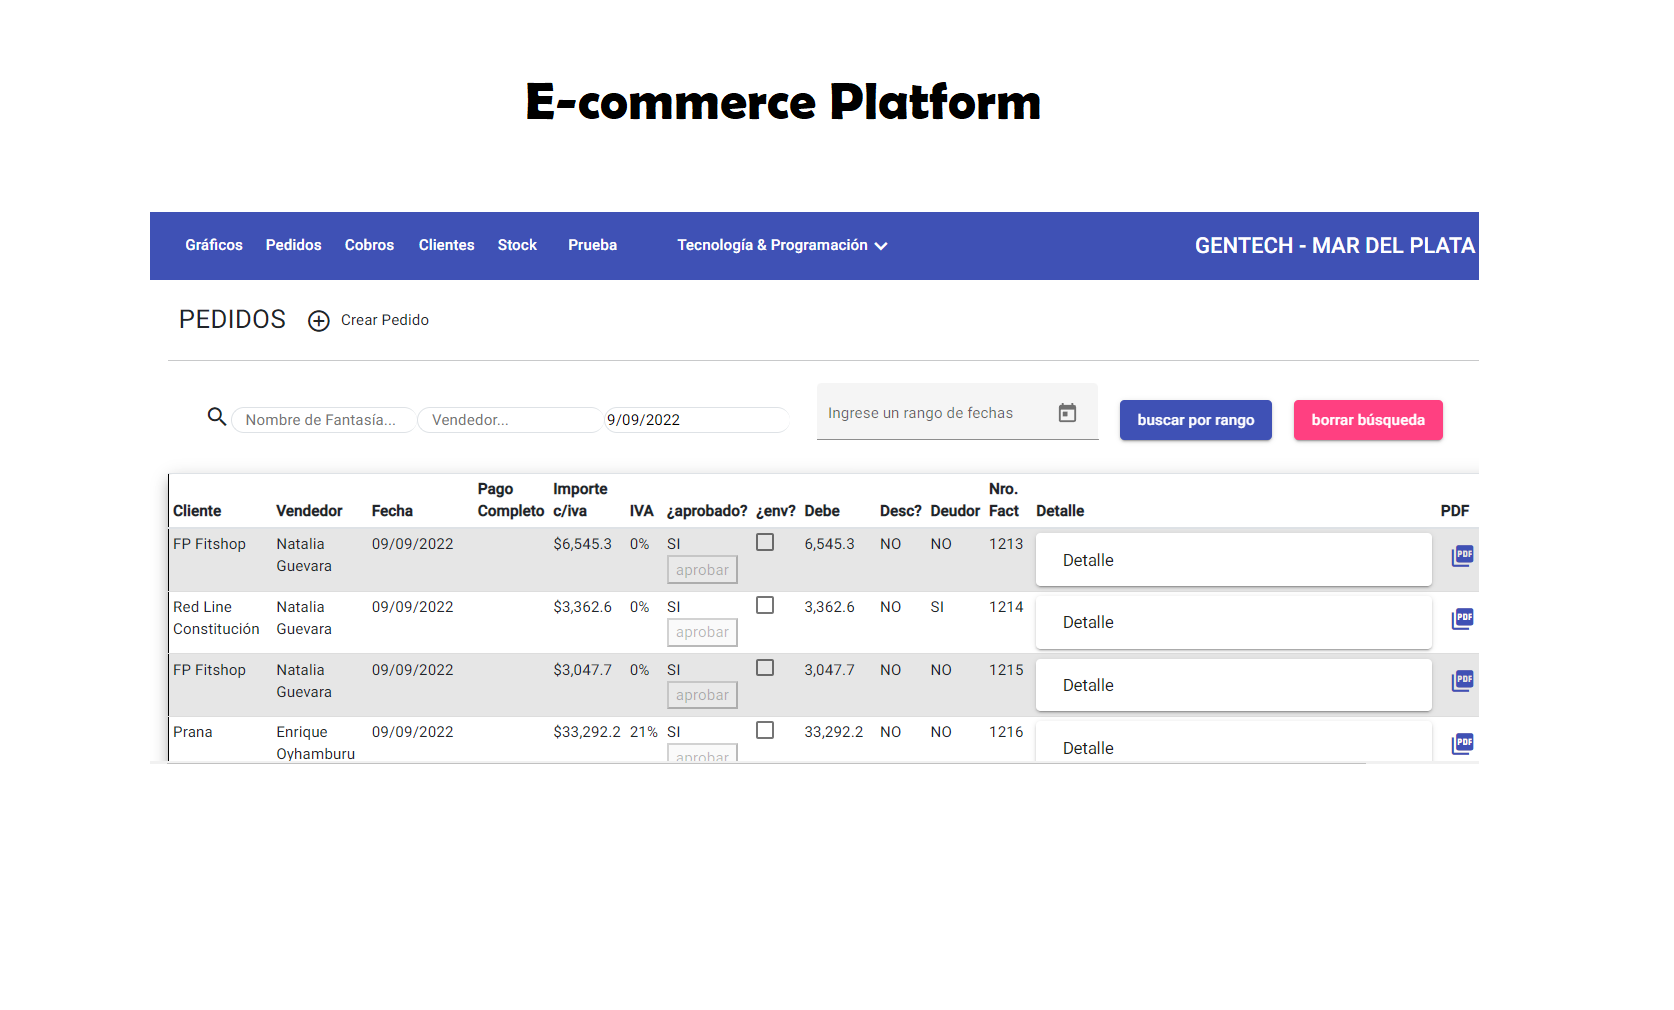 E-commerce Platform
Gráficos Pedidos Cobros Clientes Stock Prueba Tecnología & Programación GENTECH - MAR DEL PLATA
PEDIDOS Crear Pedido
Nombre de Fantasía... Vendedor... 9/09/2022 Ingrese un rango de fechas buscar por rango borrar búsqueda
Cliente Vendedor Fecha Pago Completo Importe c/iva IVA ¿aprobado? ¿env? Debe Desc? Deudor Nro. Fact Detalle PDF
FP Fitshop Natalia Guevara 09/09/2022 $6,545.3 0% SI aprobar 6,545.3 NO NO 1213 Detalle PDF
Red Line Constitución Natalia Guevara 09/09/2022 $3,362.6 0% SI aprobar 3,362.6 NO SI 1214 Detalle PDF
FP Fitshop Natalia Guevara 09/09/2022 $3,047.7 0% SI aprobar 3,047.7 NO NO 1215 Detalle PDF
Prana Enrique Oyhamburu 09/09/2022 $33,292.2 21% SI aprobar 33,292.2 NO NO 1216 Detalle PDF